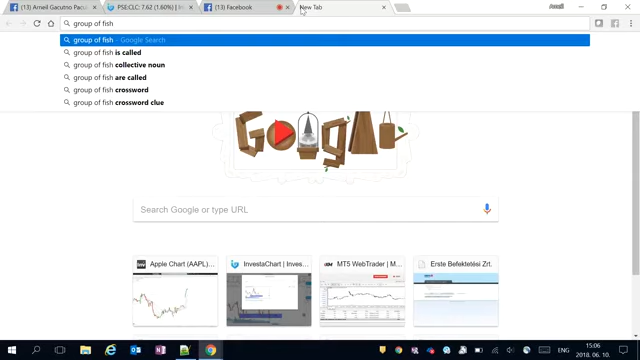 (13) Arneil Gacutno Pacu
PSE:CLC: 7.62 (1.60%) | In
(13) Facebook
New Tab
Arneil
group of fish
group of fish - Google Search
group of fish is called
group of fish collective noun
group of fish are called
group of fish crossword
group of fish crossword clue
Search Google or type URL
Apple Chart (AAPL)...
InvestaChart | Inves...
MT5 WebTrader | M...
Erste Befektetési Zrt.
ENG
15:06
2018. 06. 10.